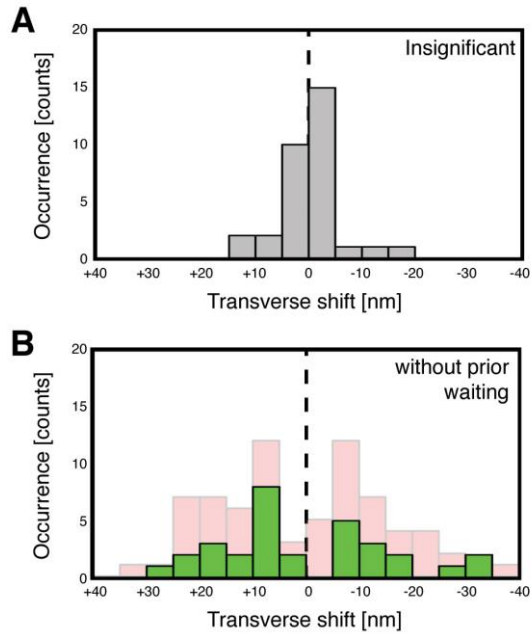 A
Insignificant
Occurrence [counts]
20
15
10
5
0
+40 +30 +20 +10 0 -10 -20 -30 -40
Transverse shift [nm]
B
without prior
waiting
Occurrence [counts]
20
15
10
5
0
+40 +30 +20 +10 0 -10 -20 -30 -40
Transverse shift [nm]